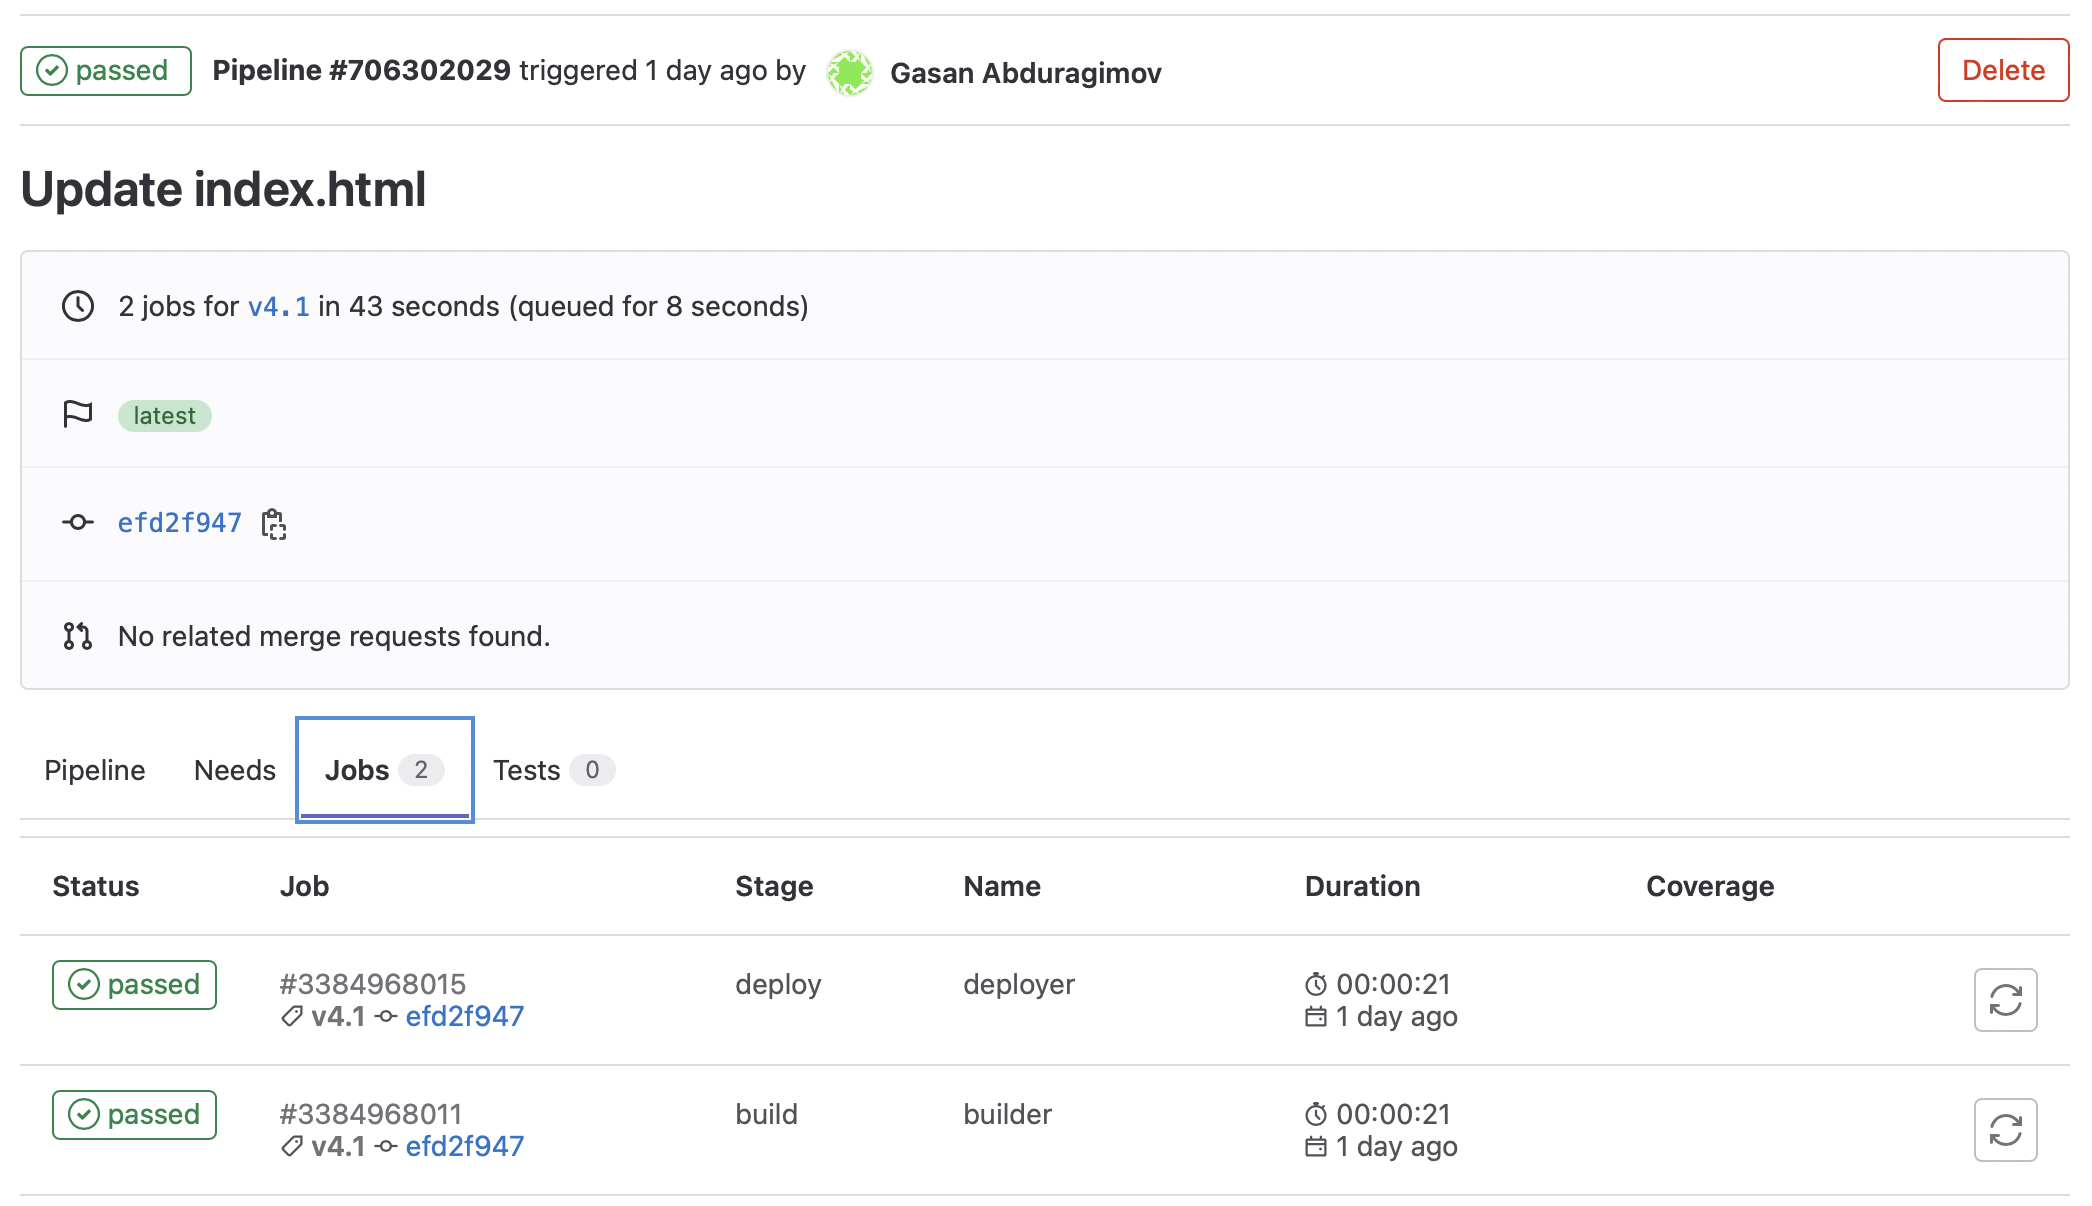 passed Pipeline #706302029 triggered 1 day ago by Gasan Abduragimov Delete
Update index.html
2 jobs for v4.1 in 43 seconds (queued for 8 seconds)
latest
efd2f947
No related merge requests found.
Pipeline Needs Jobs 2 Tests 0
Status Job Stage Name Duration Coverage
passed #3384968015 deploy deployer 00:00:21
v4.1 efd2f947 1 day ago
passed #3384968011 build builder 00:00:21
v4.1 efd2f947 1 day ago